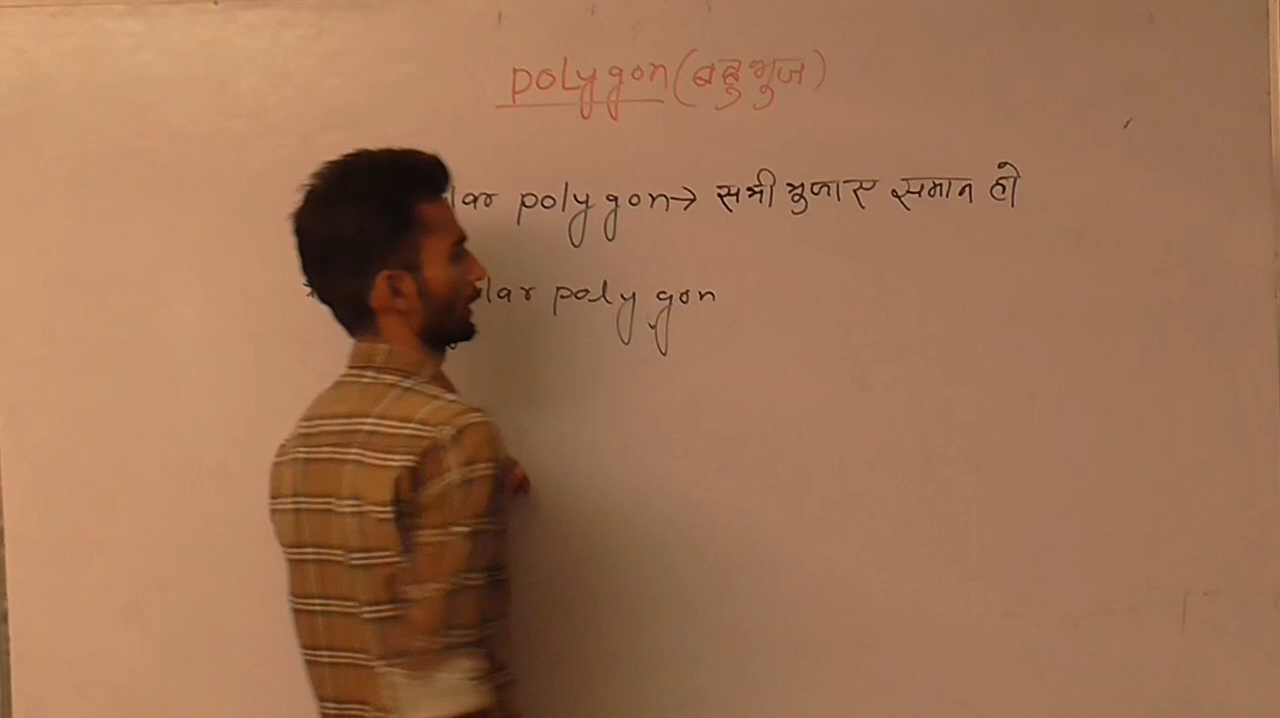 polygon (बहुभुज)
lar polygon → सभी भुजाए समान हो
lar polygon